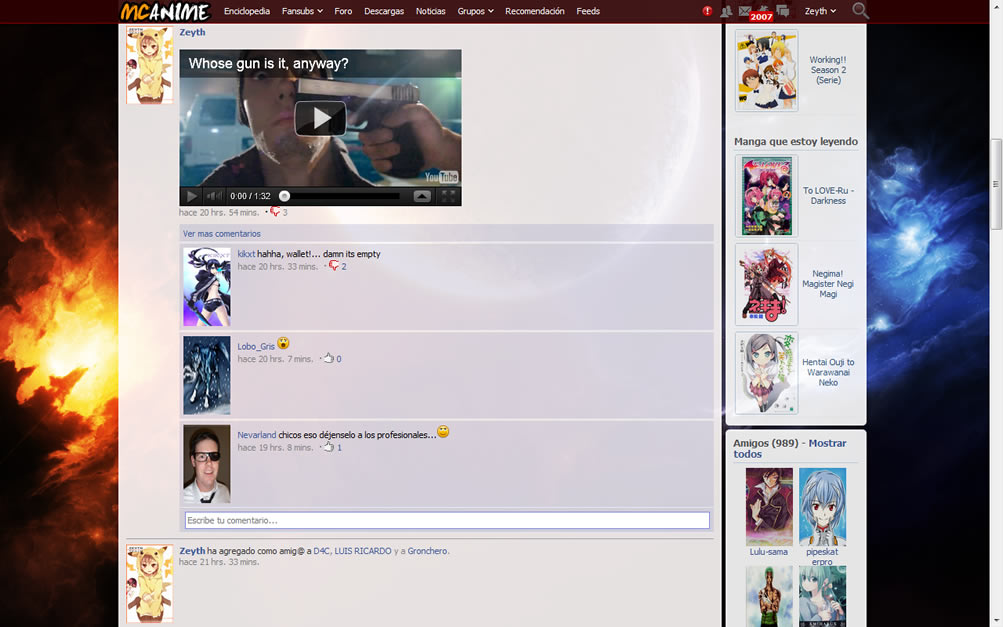 MCANIME
Enciclopedia Fansubs Foro Descargas Noticias Grupos Recomendación Feeds
2007
Zeyth
Zeyth
Whose gun is it, anyway?
YouTube
0:00 / 1:32
hace 20 hrs. 54 mins. · 3
Ver mas comentarios
kikxt hahha, wallet!... damn its empty
hace 20 hrs. 33 mins. · 2
Lobo_Gris
hace 20 hrs. 7 mins. · 0
Nevarland chicos eso déjenselo a los profesionales...
hace 19 hrs. 8 mins. · 1
Escribe tu comentario...
Zeyth ha agregado como amig@ a D4C, LUIS RICARDO y a Gronchero.
hace 21 hrs. 33 mins.
Working!!
Season 2
(Serie)
Manga que estoy leyendo
To LOVE-Ru -
Darkness
Negima!
Magister Negi
Magi
Hentai Ouji to
Warawanai
Neko
Amigos (989) - Mostrar
todos
Lulu-sama
pipeskat
erpro